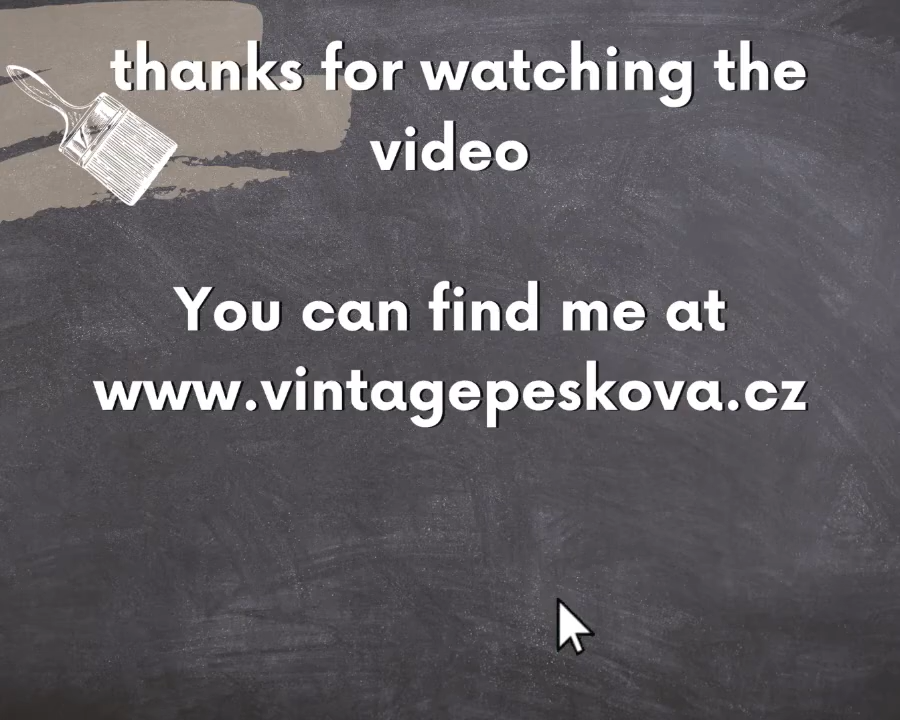 thanks for watching the
video
You can find me at
www.vintagepeskova.cz